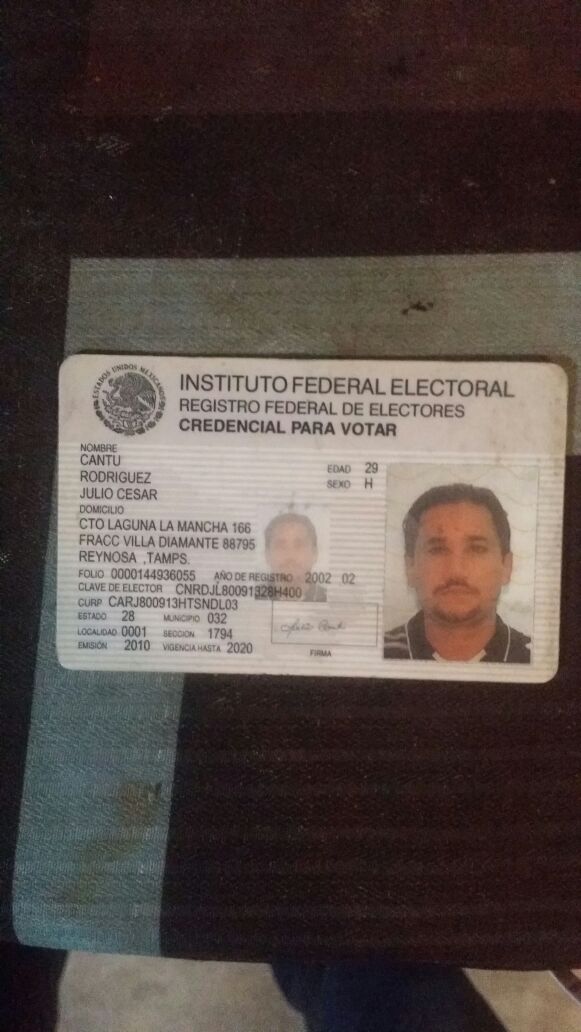 ESTADOS UNIDOS MEXICANOS
INSTITUTO FEDERAL ELECTORAL
REGISTRO FEDERAL DE ELECTORES
CREDENCIAL PARA VOTAR
NOMBRE
CANTU
RODRIGUEZ
JULIO CESAR
EDAD 29
SEXO H
DOMICILIO
CTO LAGUNA LA MANCHA 166
FRACC VILLA DIAMANTE 88795
REYNOSA ,TAMPS.
FOLIO 0000144936055 AÑO DE REGISTRO 2002 02
CLAVE DE ELECTOR CNRDJL80091328H400
CURP CARJ800913HTSNDL03
ESTADO 28 MUNICIPIO 032
LOCALIDAD 0001 SECCION 1794
EMISIÓN 2010 VIGENCIA HASTA 2020
FIRMA